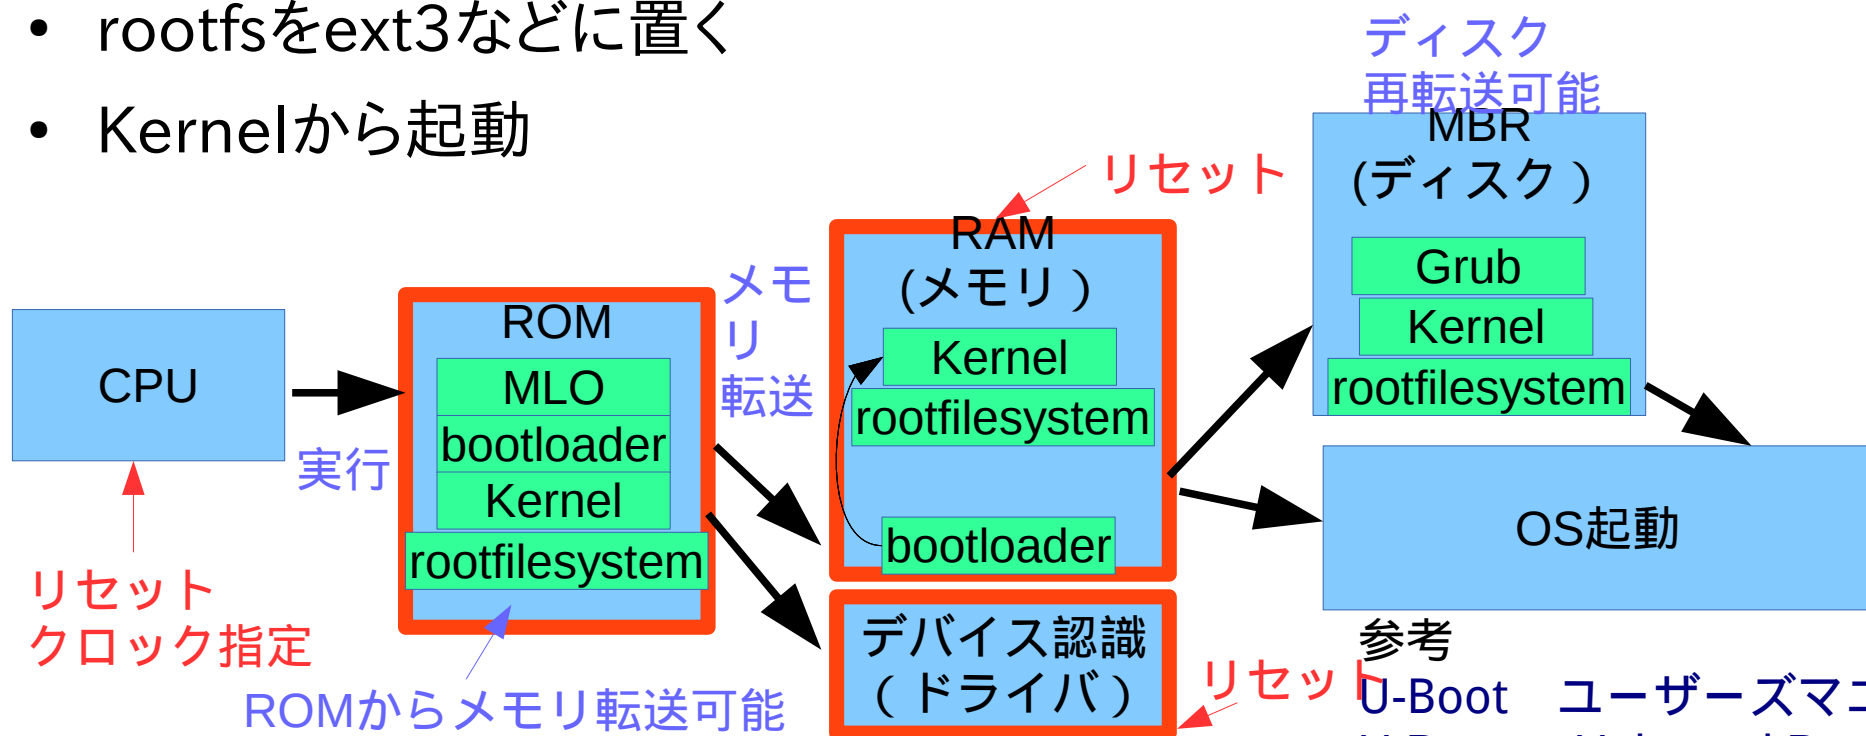 • rootfsをext3などに置く
• Kernelから起動
ディスク
再転送可能
MBR
(ディスク)
Grub
Kernel
rootfilesystem
リセット
RAM
(メモリ)
Kernel
rootfilesystem
bootloader
メモ
リ
転送
ROM
MLO
bootloader
Kernel
rootfilesystem
CPU
実行
リセット
クロック指定
ROMからメモリ転送可能
デバイス認識
(ドライバ)
リセット
OS起動
参考
U-Boot ユーザーズマニ